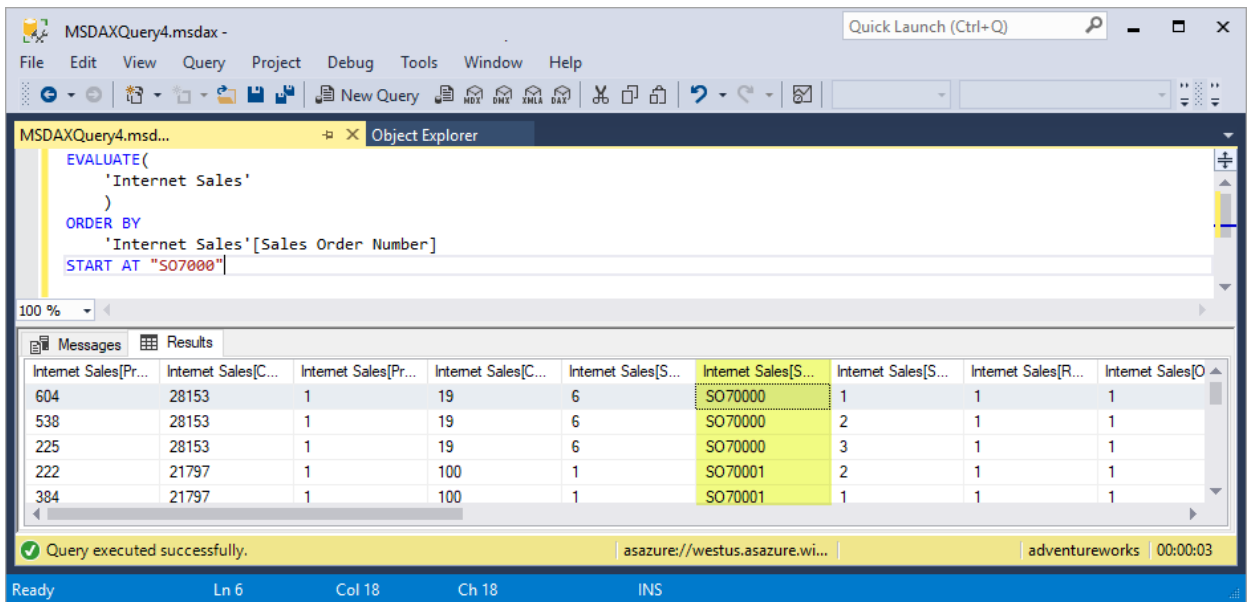 MSDAXQuery4.msdax -
Quick Launch (Ctrl+Q)
File Edit View Query Project Debug Tools Window Help
New Query MDX DMX XMLA DAX
MSDAXQuery4.msd... Object Explorer
EVALUATE(
'Internet Sales'
)
ORDER BY
'Internet Sales'[Sales Order Number]
START AT "SO7000"
100 %
Messages Results
Internet Sales[Pr... Internet Sales[C... Internet Sales[Pr... Internet Sales[C... Internet Sales[S... Internet Sales[S... Internet Sales[S... Internet Sales[R... Internet Sales[O
604 28153 1 19 6 SO70000 1 1 1
538 28153 1 19 6 SO70000 2 1 1
225 28153 1 19 6 SO70000 3 1 1
222 21797 1 100 1 SO70001 2 1 1
384 21797 1 100 1 SO70001 1 1 1
Query executed successfully. asazure://westus.asazure.wi... adventureworks 00:00:03
Ready Ln 6 Col 18 Ch 18 INS